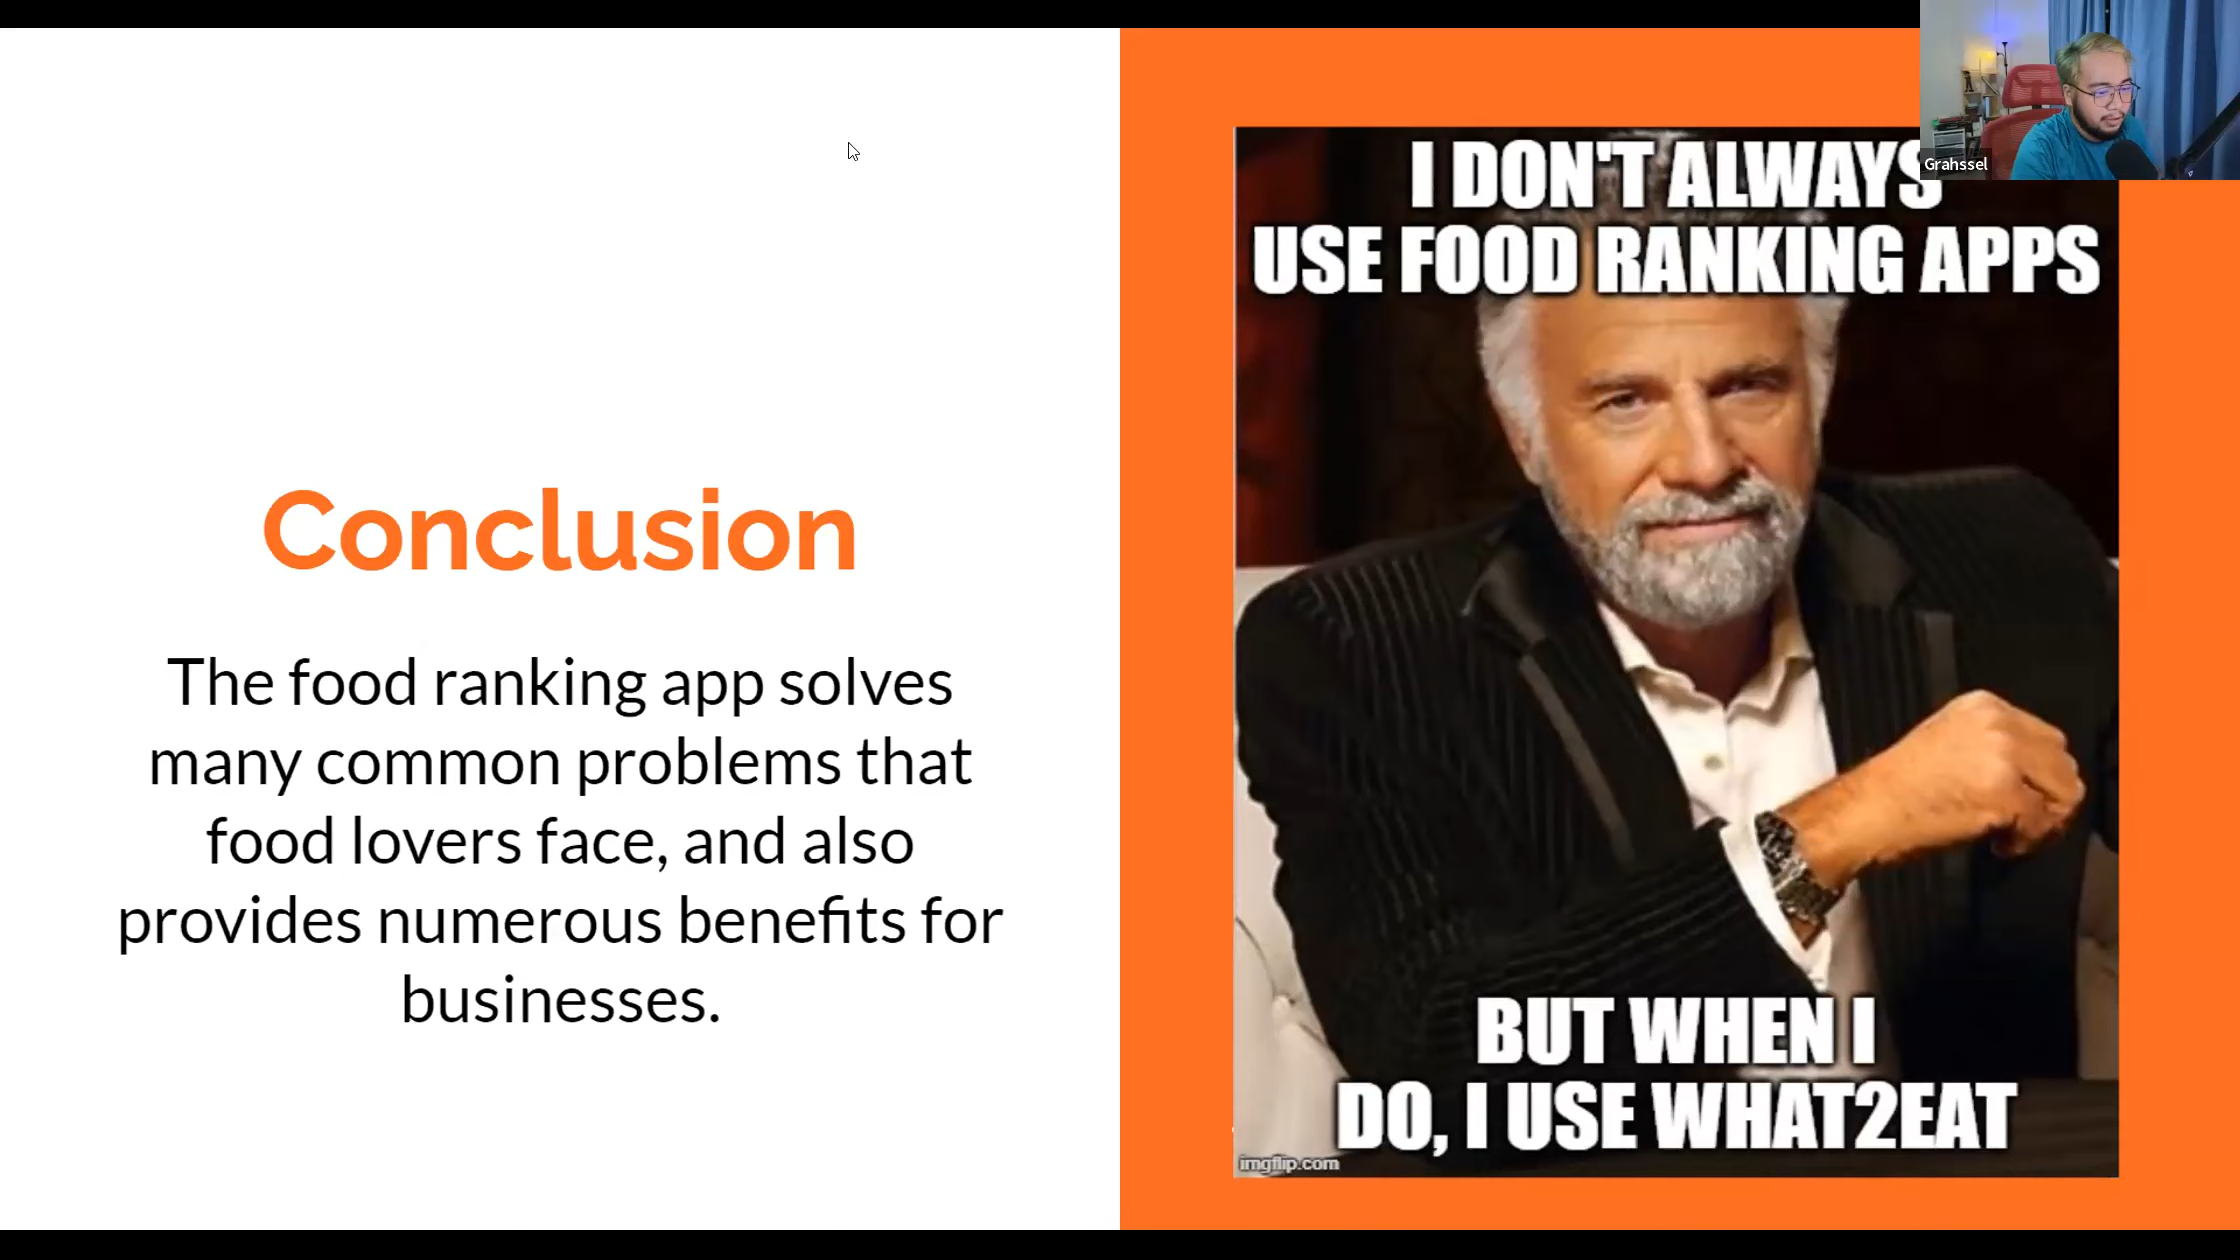 Conclusion
The food ranking app solves
many common problems that
food lovers face, and also
provides numerous benefits for
businesses.
I DON'T ALWAYS
USE FOOD RANKING APPS
BUT WHEN I
DO, I USE WHAT2EAT
imgflip.com
Grahssel